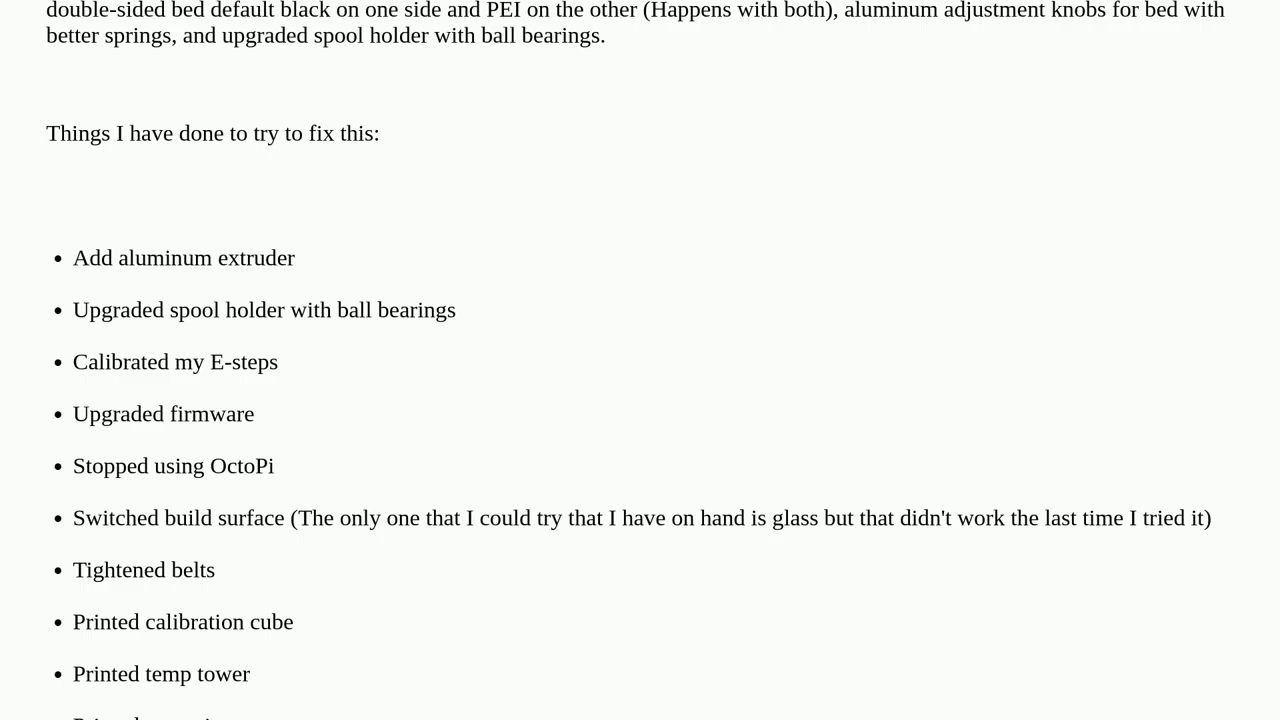 double-sided bed default black on one side and PEI on the other (Happens with both), aluminum adjustment knobs for bed with
better springs, and upgraded spool holder with ball bearings.
Things I have done to try to fix this:
• Add aluminum extruder
• Upgraded spool holder with ball bearings
• Calibrated my E-steps
• Upgraded firmware
• Stopped using OctoPi
• Switched build surface (The only one that I could try that I have on hand is glass but that didn't work the last time I tried it)
• Tightened belts
• Printed calibration cube
• Printed temp tower